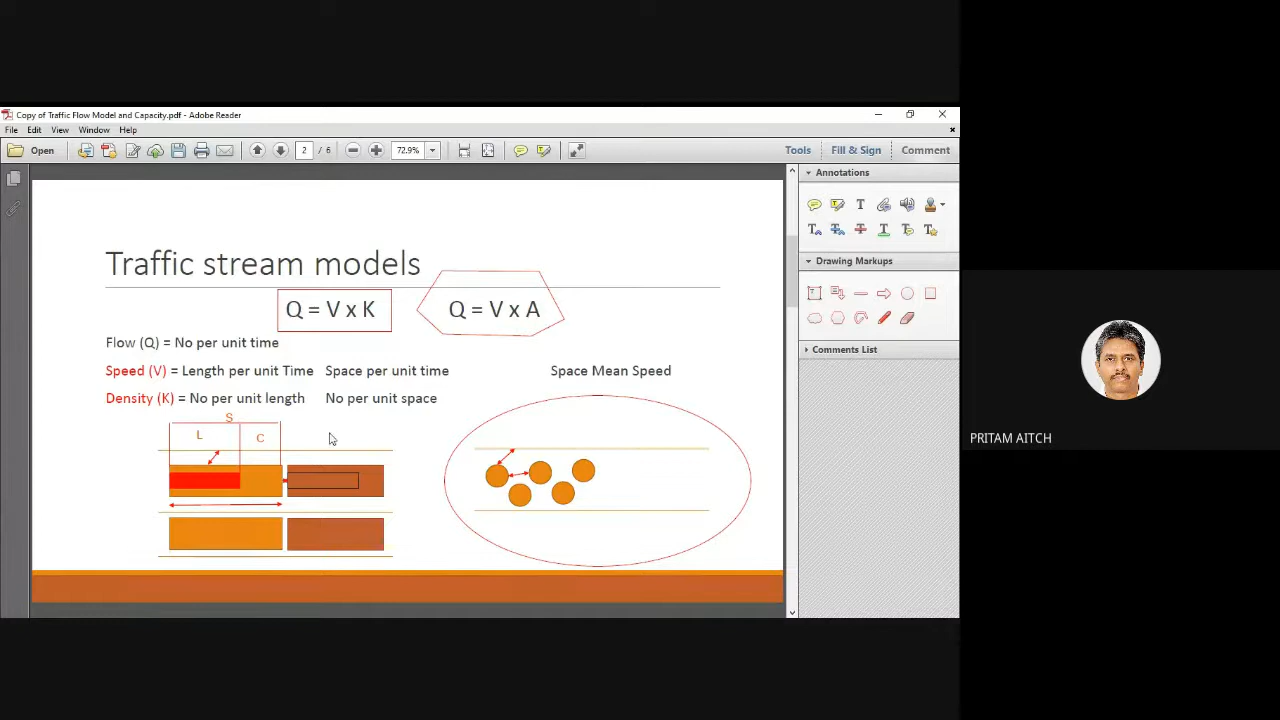 Copy of Traffic Flow Model and Capacity.pdf - Adobe Reader
File Edit View Window Help
Open 2 / 6 72.9% Tools Fill & Sign Comment
Annotations
Drawing Markups
Comments List
Traffic stream models
Q = V x K Q = V x A
Flow (Q) = No per unit time
Speed (V) = Length per unit Time Space per unit time Space Mean Speed
Density (K) = No per unit length No per unit space
S
L C
PRITAM AITCH